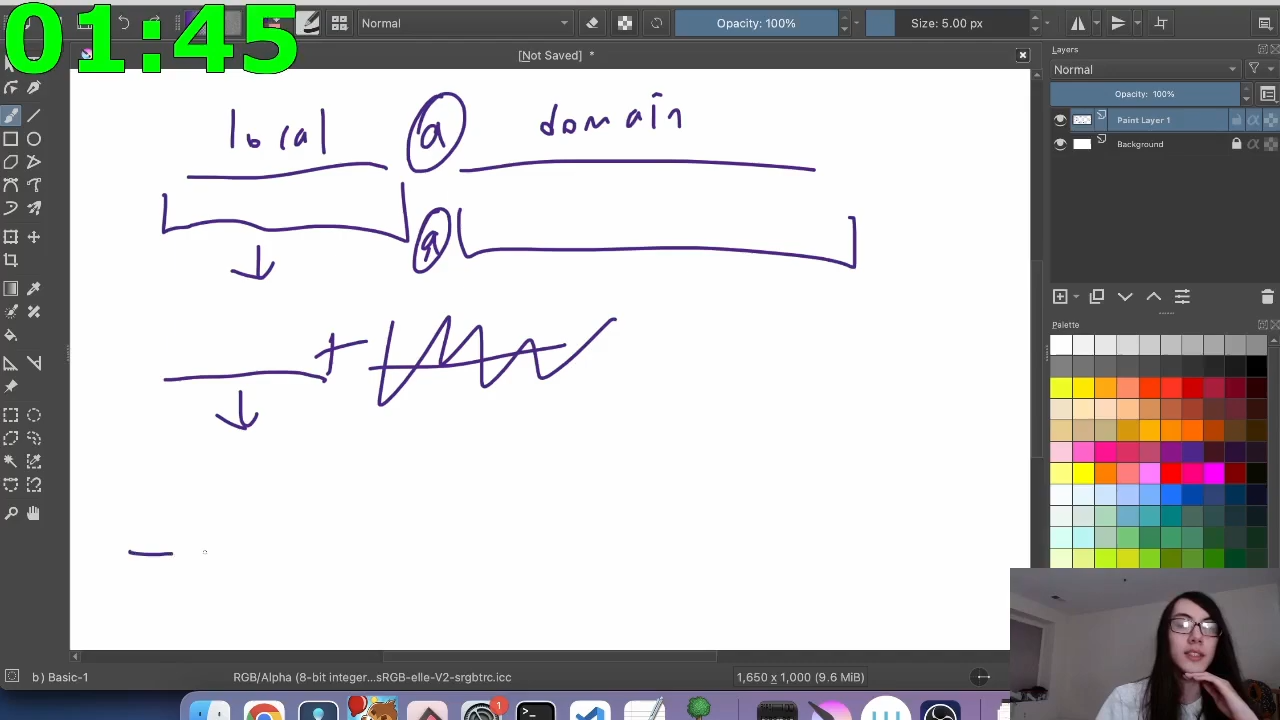 01:45
Normal
Opacity: 100%
Size: 5.00 px
[Not Saved] *
Layers
Normal
Opacity: 100%
Paint Layer 1
Background
local @ domain
@
+
Palette
b) Basic-1
RGB/Alpha (8-bit integer...sRGB-elle-V2-srgbtrc.icc
1,650 x 1,000 (9.6 MiB)
1